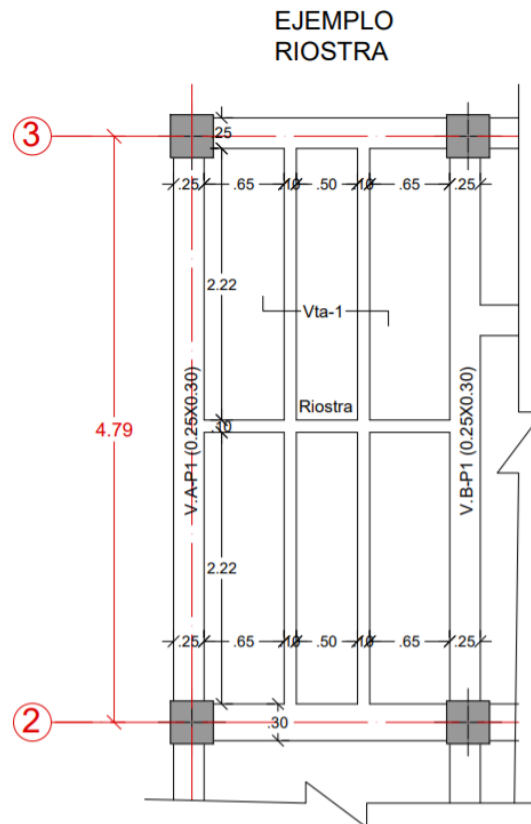 EJEMPLO
RIOSTRA
3
.25
.25 .65 .10 .50 .10 .65 .25
2.22
Vta-1
Riostra
.10
4.79
V.A-P1 (0.25X0.30)
V.B-P1 (0.25X0.30)
2.22
.25 .65 .10 .50 .10 .65 .25
2
.30